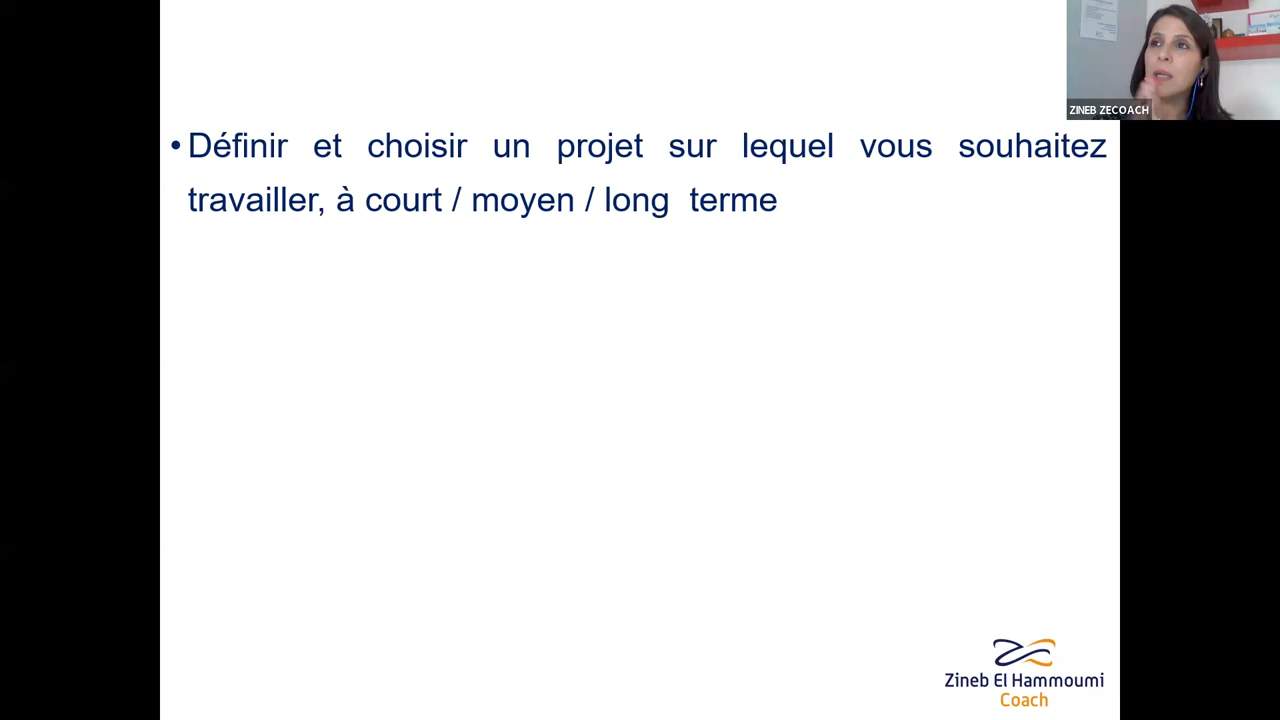 ZINEB ZECOACH
• Définir et choisir un projet sur lequel vous souhaitez
travailler, à court / moyen / long terme
Zineb El Hammoumi
Coach